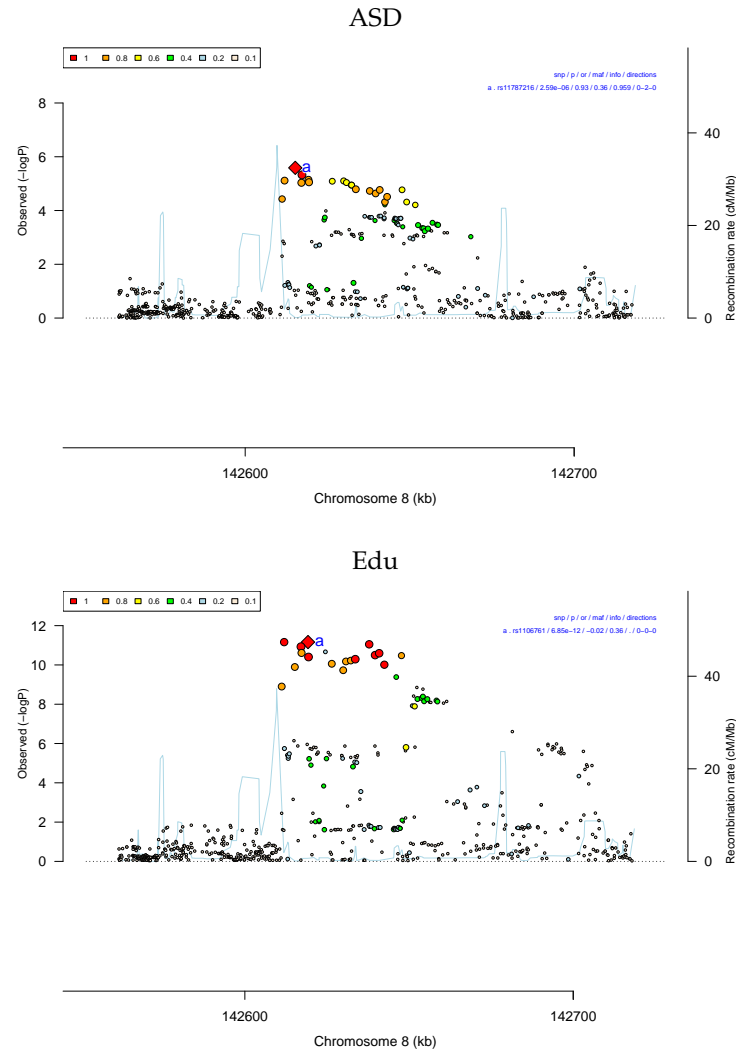 ASD
1 0.8 0.6 0.4 0.2 0.1
snp / p / or / maf / info / directions
a . rs11787216 / 2.59e−06 / 0.93 / 0.36 / 0.959 / 0−2−0
a
Observed (−logP)
0 2 4 6 8
Recombination rate (cM/Mb)
0 20 40
142600 142700
Chromosome 8 (kb)
Edu
1 0.8 0.6 0.4 0.2 0.1
snp / p / or / maf / info / directions
a . rs1106761 / 6.85e−12 / −0.02 / 0.36 / . / 0−0−0
a
Observed (−logP)
0 2 4 6 8 10 12
Recombination rate (cM/Mb)
0 20 40
142600 142700
Chromosome 8 (kb)